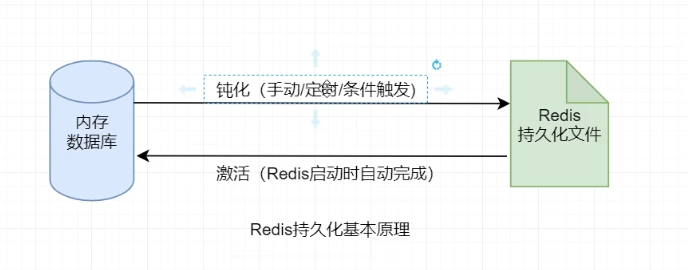 钝化（手动/定时/条件触发)
内存
数据库
Redis
持久化文件
激活（Redis启动时自动完成）
Redis持久化基本原理